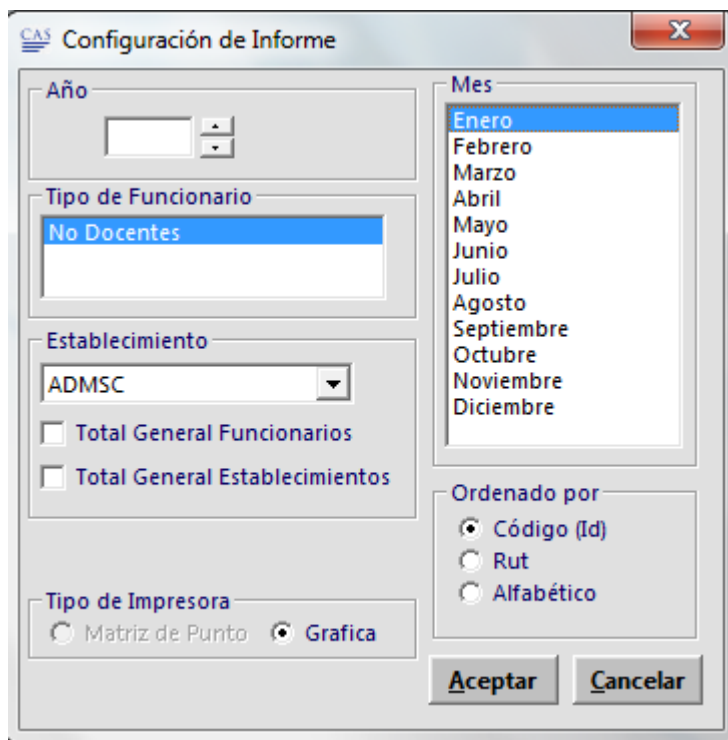 CAS
Configuración de Informe
Año
Tipo de Funcionario
No Docentes
Establecimiento
ADMSC
Total General Funcionarios
Total General Establecimientos
Tipo de Impresora
Matriz de Punto Grafica
Mes
Enero
Febrero
Marzo
Abril
Mayo
Junio
Julio
Agosto
Septiembre
Octubre
Noviembre
Diciembre
Ordenado por
Código (Id)
Rut
Alfabético
Aceptar Cancelar